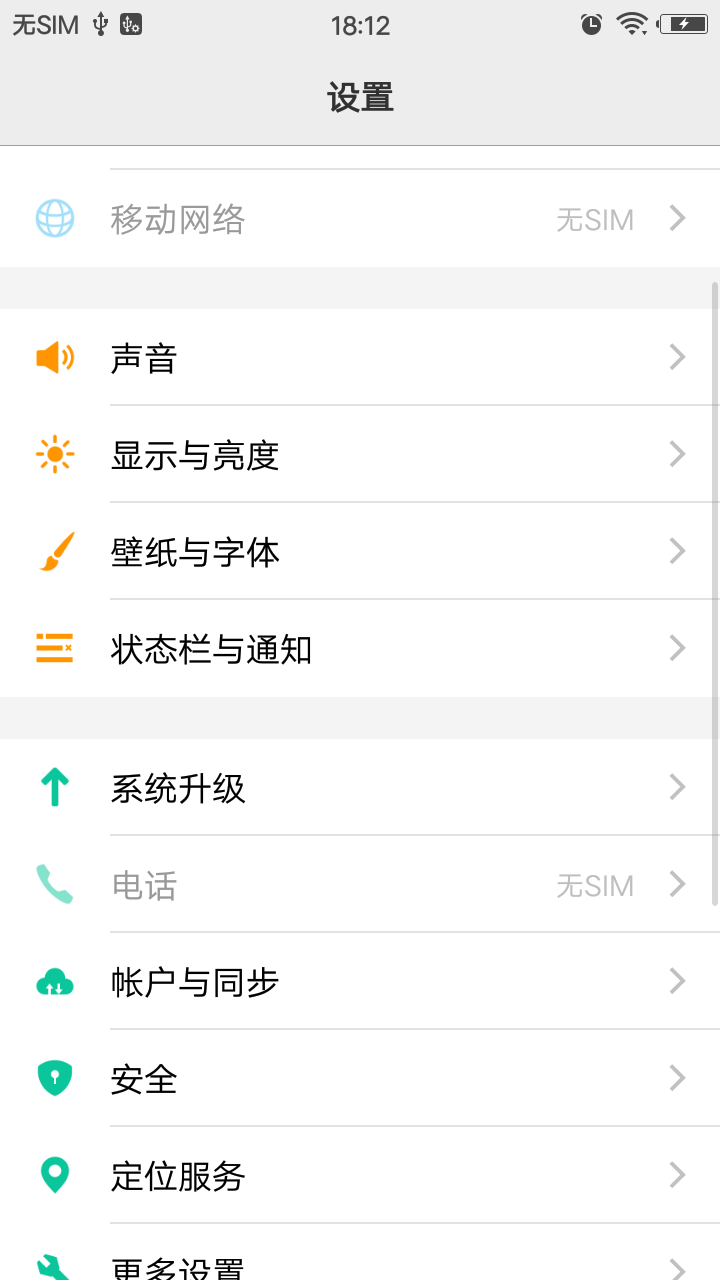 无SIM 18:12
设置
移动网络 无SIM
声音
显示与亮度
壁纸与字体
状态栏与通知
系统升级
电话 无SIM
帐户与同步
安全
定位服务
更多设置